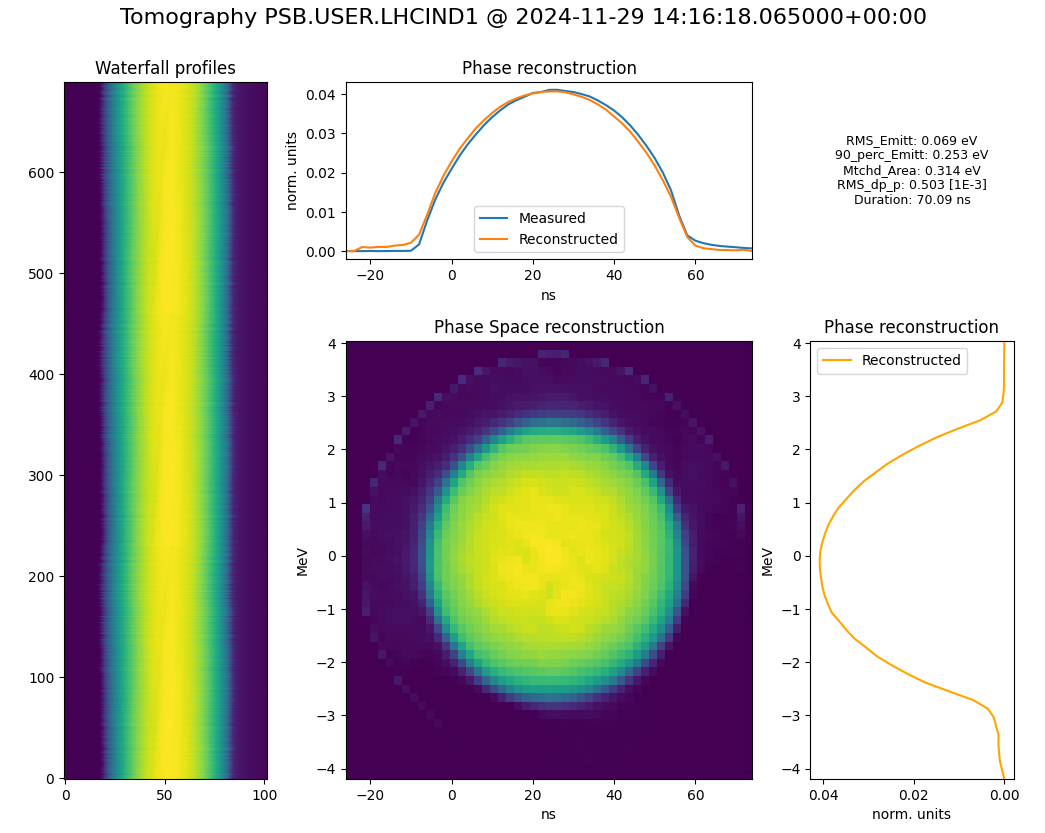 Tomography PSB.USER.LHCIND1 @ 2024-11-29 14:16:18.065000+00:00
Waterfall profiles
600
500
400
300
200
100
0
0 50 100
Phase reconstruction
norm. units
0.04
0.03
0.02
0.01
0.00
Measured
Reconstructed
−20 0 20 40 60
ns
RMS_Emitt: 0.069 eV
90_perc_Emitt: 0.253 eV
Mtchd_Area: 0.314 eV
RMS_dp_p: 0.503 [1E-3]
Duration: 70.09 ns
Phase Space reconstruction
MeV
4
3
2
1
0
−1
−2
−3
−4
−20 0 20 40 60
ns
Phase reconstruction
Reconstructed
MeV
4
3
2
1
0
−1
−2
−3
−4
0.04 0.02 0.00
norm. units